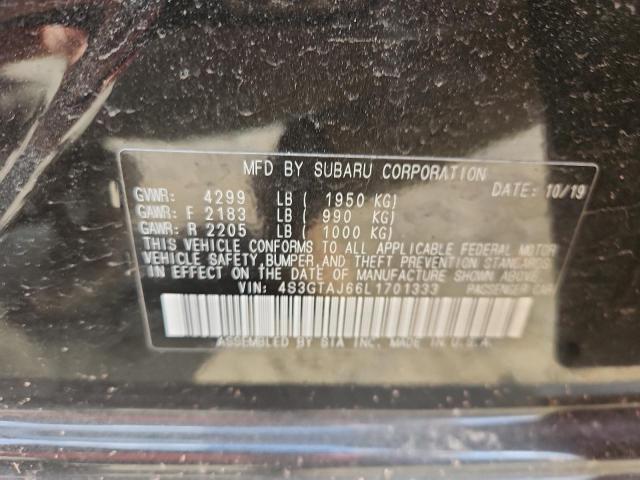 MFD BY SUBARU CORPORATION
GVWR: 4299 LB ( 1950 KG) DATE: 10/19
GAWR: F 2183 LB ( 990 KG)
GAWR: R 2205 LB ( 1000 KG)
THIS VEHICLE CONFORMS TO ALL APPLICABLE FEDERAL MOTOR
VEHICLE SAFETY, BUMPER, AND THEFT PREVENTION STANDARDS
IN EFFECT ON THE DATE OF MANUFACTURE SHOWN ABOVE.
VIN: 4S3GTAJ66L1701333 PASSENGER CAR
ASSEMBLED BY SIA INC. MADE IN U.S.A.